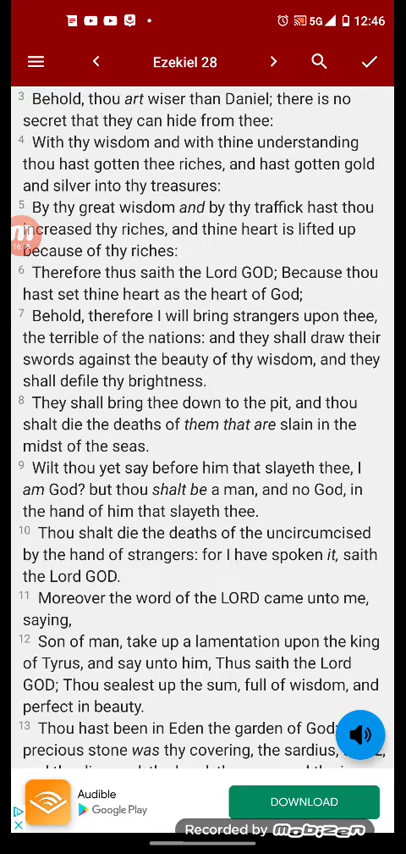 5G 12:46
Ezekiel 28
3 Behold, thou art wiser than Daniel; there is no
secret that they can hide from thee:
4 With thy wisdom and with thine understanding
thou hast gotten thee riches, and hast gotten gold
and silver into thy treasures:
5 By thy great wisdom and by thy traffick hast thou
increased thy riches, and thine heart is lifted up
because of thy riches:
6 Therefore thus saith the Lord GOD; Because thou
hast set thine heart as the heart of God;
7 Behold, therefore I will bring strangers upon thee,
the terrible of the nations: and they shall draw their
swords against the beauty of thy wisdom, and they
shall defile thy brightness.
8 They shall bring thee down to the pit, and thou
shalt die the deaths of them that are slain in the
midst of the seas.
9 Wilt thou yet say before him that slayeth thee, I
am God? but thou shalt be a man, and no God, in
the hand of him that slayeth thee.
10 Thou shalt die the deaths of the uncircumcised
by the hand of strangers: for I have spoken it, saith
the Lord GOD.
11 Moreover the word of the LORD came unto me,
saying,
12 Son of man, take up a lamentation upon the king
of Tyrus, and say unto him, Thus saith the Lord
GOD; Thou sealest up the sum, full of wisdom, and
perfect in beauty.
13 Thou hast been in Eden the garden of God
precious stone was thy covering, the sardius,
Audible
Google Play
DOWNLOAD
Recorded by mobizen